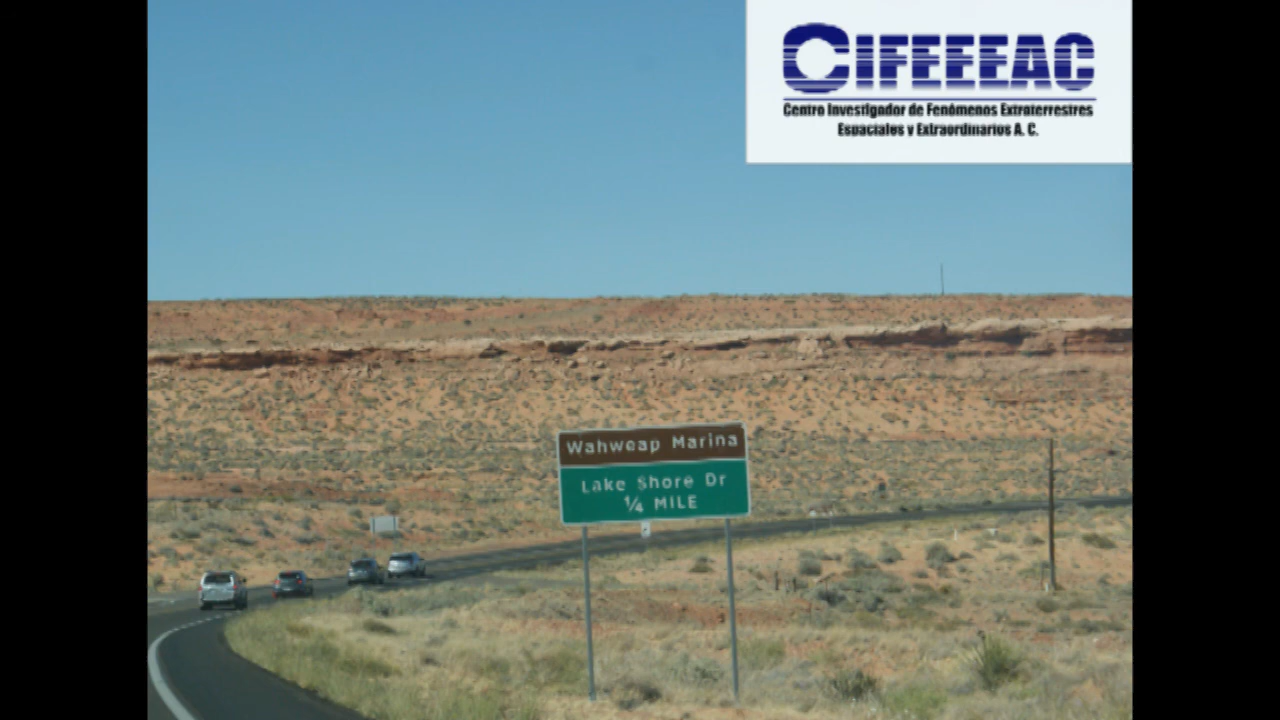 CIFEEEAC
Centro Investigador de Fenómenos Extraterrestres
Espaciales y Extraordinarios A. C.
Wahweap Marina
Lake Shore Dr
¼ MILE